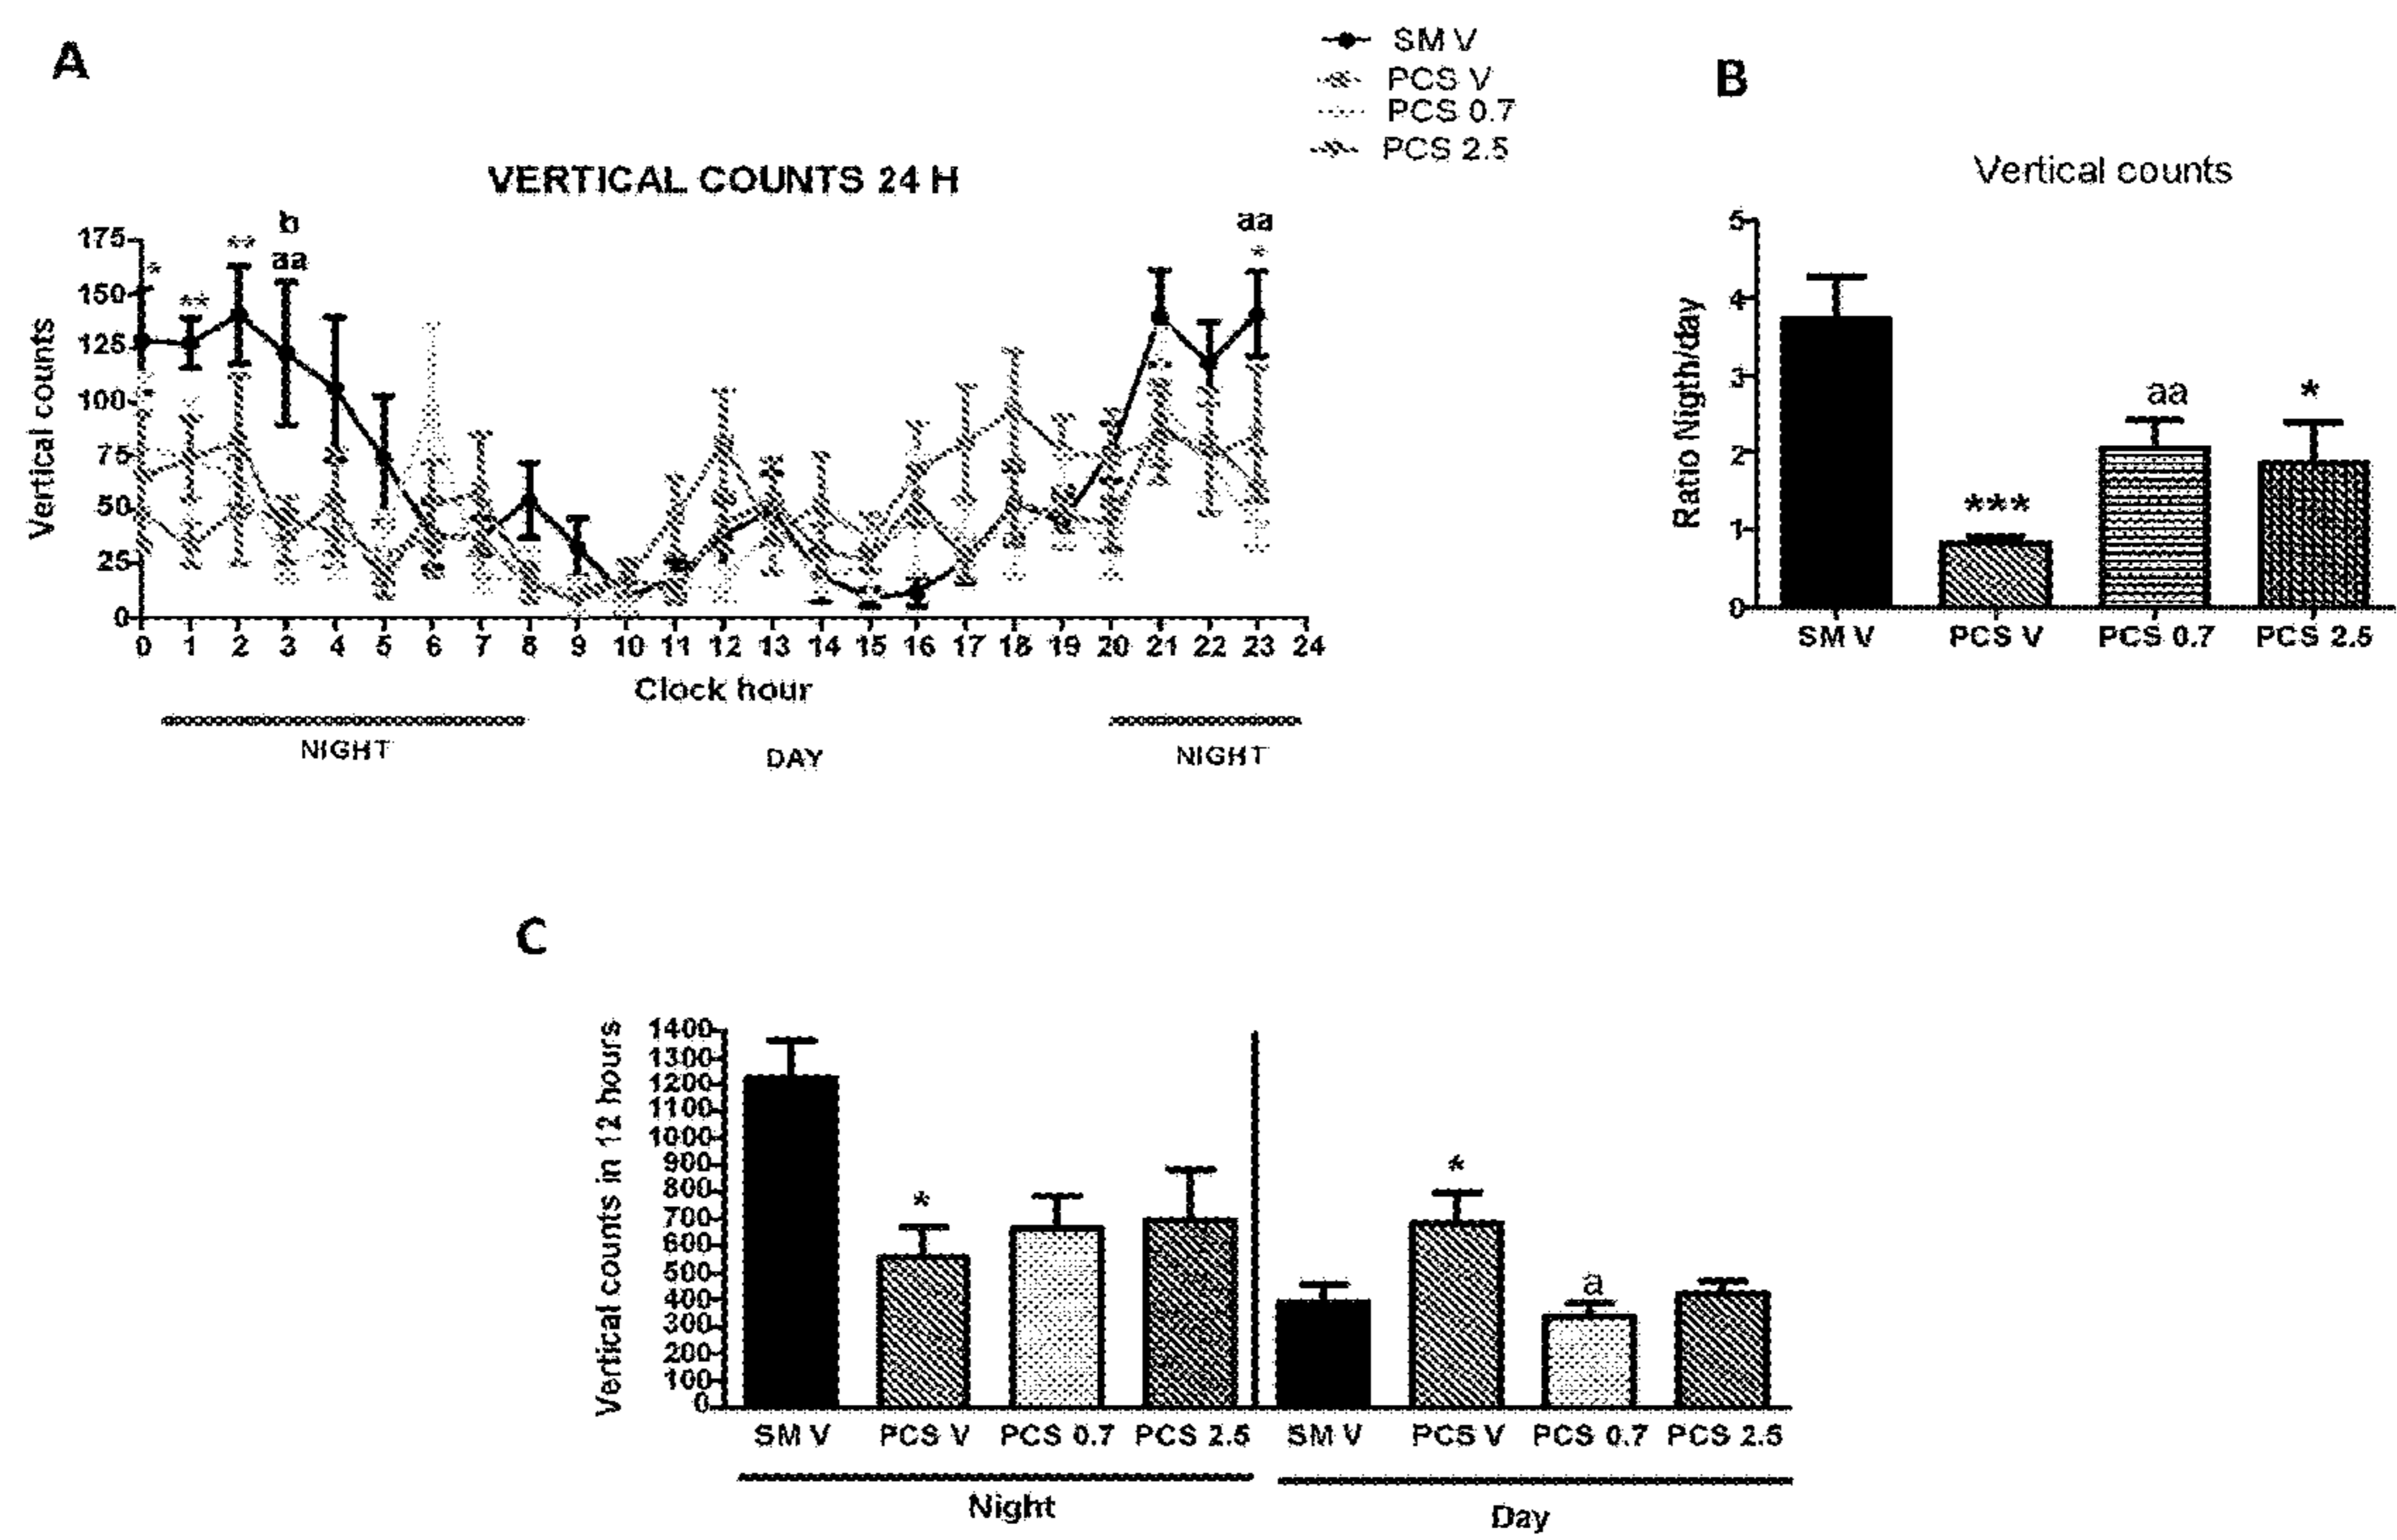 A
SM V
PCS V
PCS 0.7
PCS 2.5
VERTICAL COUNTS 24 H
b
aa
* ** ** aa *
Vertical counts
175
150
125
100
75
50
25
0
0 1 2 3 4 5 6 7 8 9 10 11 12 13 14 15 16 17 18 19 20 21 22 23 24
Clock hour
NIGHT
DAY
NIGHT
B
Vertical counts
Ratio Nigth/day
5
4
3
2
1
0
*** aa *
SM V PCS V PCS 0.7 PCS 2.5
C
Vertical counts in 12 hours
1400
1300
1200
1100
1000
900
800
700
600
500
400
300
200
100
0
* * a
SM V PCS V PCS 0.7 PCS 2.5 SM V PCS V PCS 0.7 PCS 2.5
Night
Day